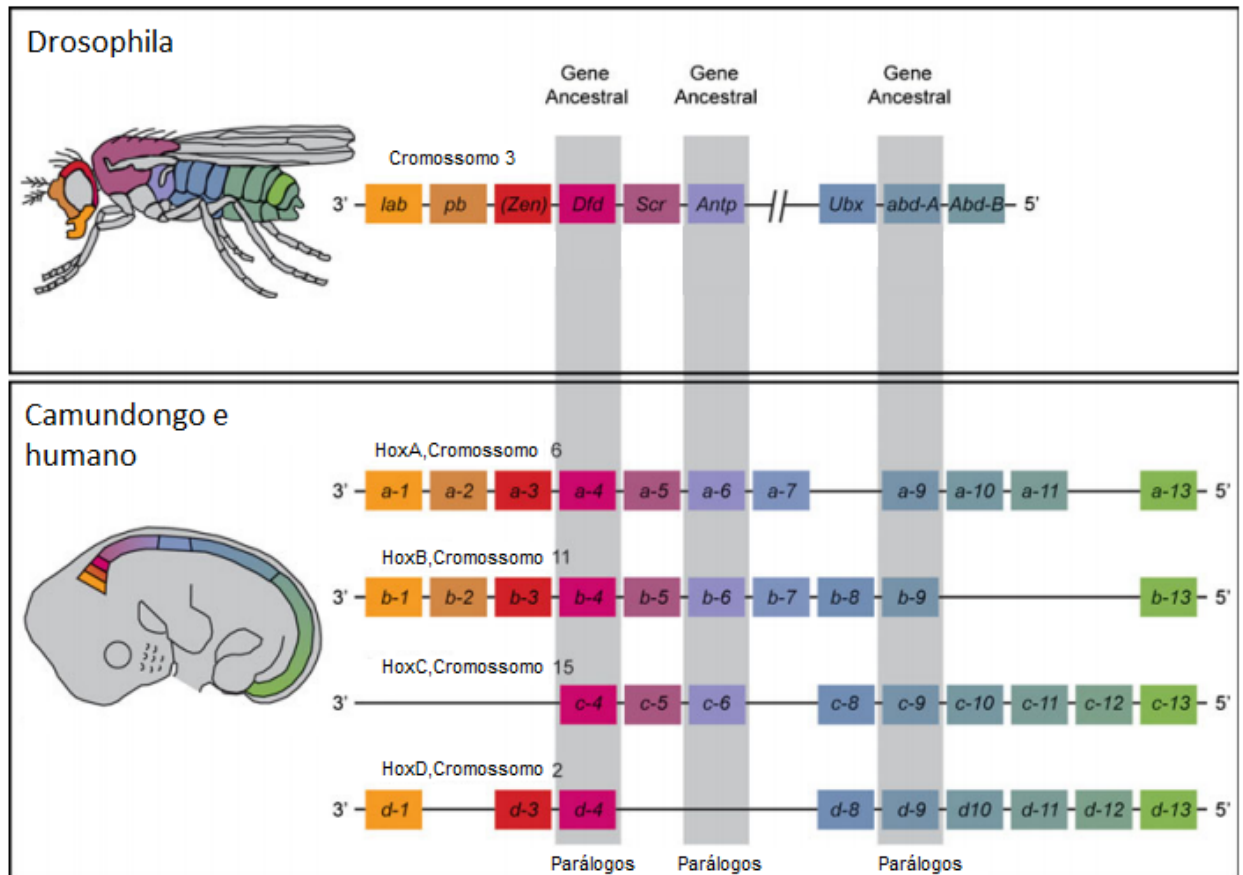 Drosophila
Gene
Ancestral
Gene
Ancestral
Gene
Ancestral
Cromossomo 3
3' lab pb (Zen) Dfd Scr Antp Ubx abd-A Abd-B 5'
Camundongo e
humano
HoxA,Cromossomo 6
3' a-1 a-2 a-3 a-4 a-5 a-6 a-7 a-9 a-10 a-11 a-13 5'
HoxB,Cromossomo 11
3' b-1 b-2 b-3 b-4 b-5 b-6 b-7 b-8 b-9 b-13 5'
HoxC,Cromossomo 15
3' c-4 c-5 c-6 c-8 c-9 c-10 c-11 c-12 c-13 5'
HoxD,Cromossomo 2
3' d-1 d-3 d-4 d-8 d-9 d10 d-11 d-12 d-13 5'
Parálogos Parálogos Parálogos